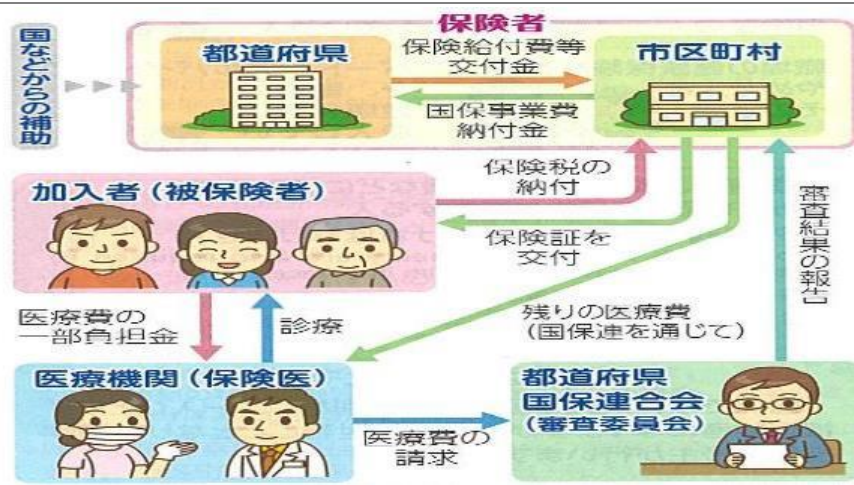 保険者
国などからの補助
都道府県
保険給付費等
交付金
国保事業費
納付金
市区町村
加入者(被保険者)
保険税の
納付
保険証を
交付
審査結果の報告
医療費の
一部負担金
診療
残りの医療費
(国保連を通じて)
医療機関(保険医)
医療費の
請求
都道府県
国保連合会
(審査委員会)